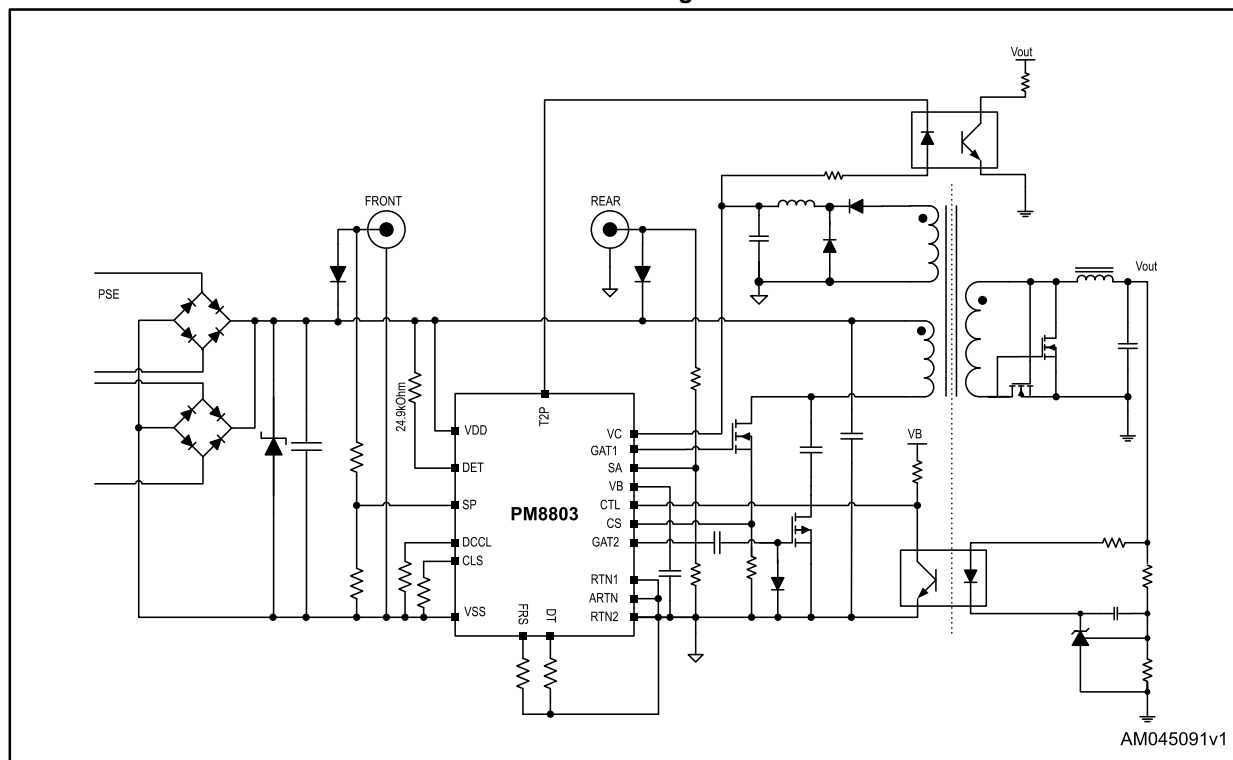 g
Vout
FRONT
REAR
PSE
Vout
24.9kOhm
T2P
VDD
VC
GAT1
DET
SA
VB
VB
SP
PM8803
CTL
CS
DCCL
GAT2
CLS
RTN1
ARTN
VSS
FRS
DT
RTN2
AM045091v1